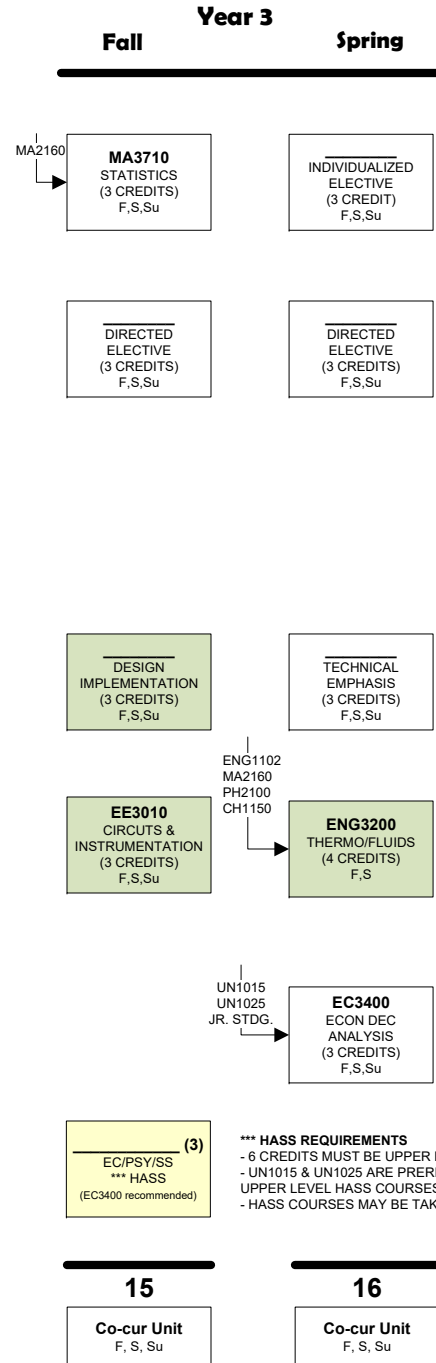 Year 3
Fall
Spring
MA2160
MA3710
STATISTICS
(3 CREDITS)
F,S,Su
INDIVIDUALIZED
ELECTIVE
(3 CREDIT)
F,S,Su
DIRECTED
ELECTIVE
(3 CREDITS)
F,S,Su
DIRECTED
ELECTIVE
(3 CREDITS)
F,S,Su
DESIGN
IMPLEMENTATION
(3 CREDITS)
F,S,Su
TECHNICAL
EMPHASIS
(3 CREDITS)
F,S,Su
ENG1102
MA2160
PH2100
CH1150
EE3010
CIRCUTS &
INSTRUMENTATION
(3 CREDITS)
F,S,Su
ENG3200
THERMO/FLUIDS
(4 CREDITS)
F,S
UN1015
UN1025
JR. STDG.
EC3400
ECON DEC
ANALYSIS
(3 CREDITS)
F,S,Su
(3)
EC/PSY/SS
*** HASS
(EC3400 recommended)
*** HASS REQUIREMENTS
- 6 CREDITS MUST BE UPPER
- UN1015 & UN1025 ARE
UPPER LEVEL HASS COURSES
- HASS COURSES MAY BE
15
16
Co-cur Unit
F, S, Su
Co-cur Unit
F, S, Su